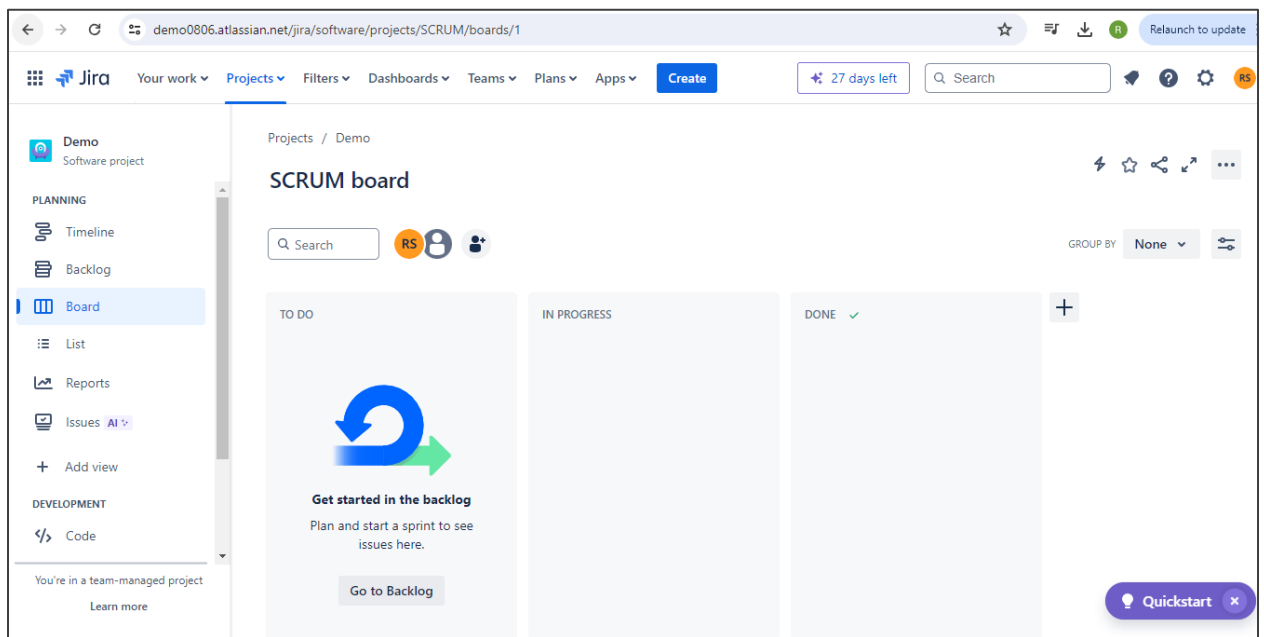 demo0806.atlassian.net/jira/software/projects/SCRUM/boards/1
R
Relaunch to update
Jira
Your work
Projects
Filters
Dashboards
Teams
Plans
Apps
Create
27 days left
Search
RS
Demo
Software project
PLANNING
Timeline
Backlog
Board
List
Reports
Issues AI
Add view
DEVELOPMENT
Code
You're in a team-managed project
Learn more
Projects / Demo
SCRUM board
Search
RS
GROUP BY None
TO DO
IN PROGRESS
DONE
Get started in the backlog
Plan and start a sprint to see
issues here.
Go to Backlog
Quickstart